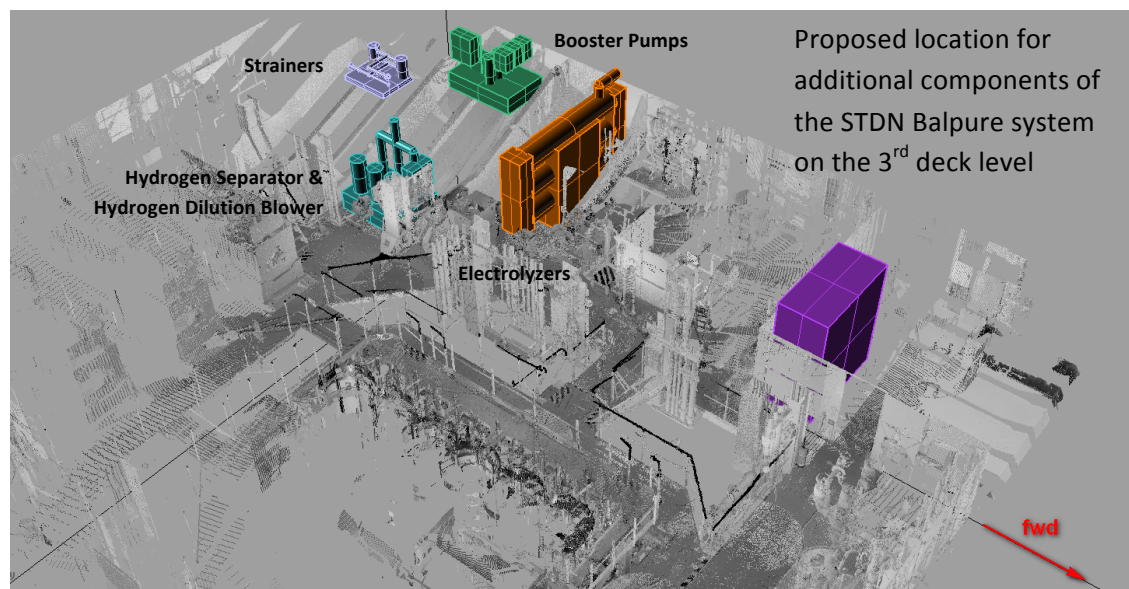 Strainers
Booster Pumps
Proposed location for
additional components of
the STDN Balpure system
on the 3rd deck level
Hydrogen Separator &
Hydrogen Dilution Blower
Electrolyzers
fwd